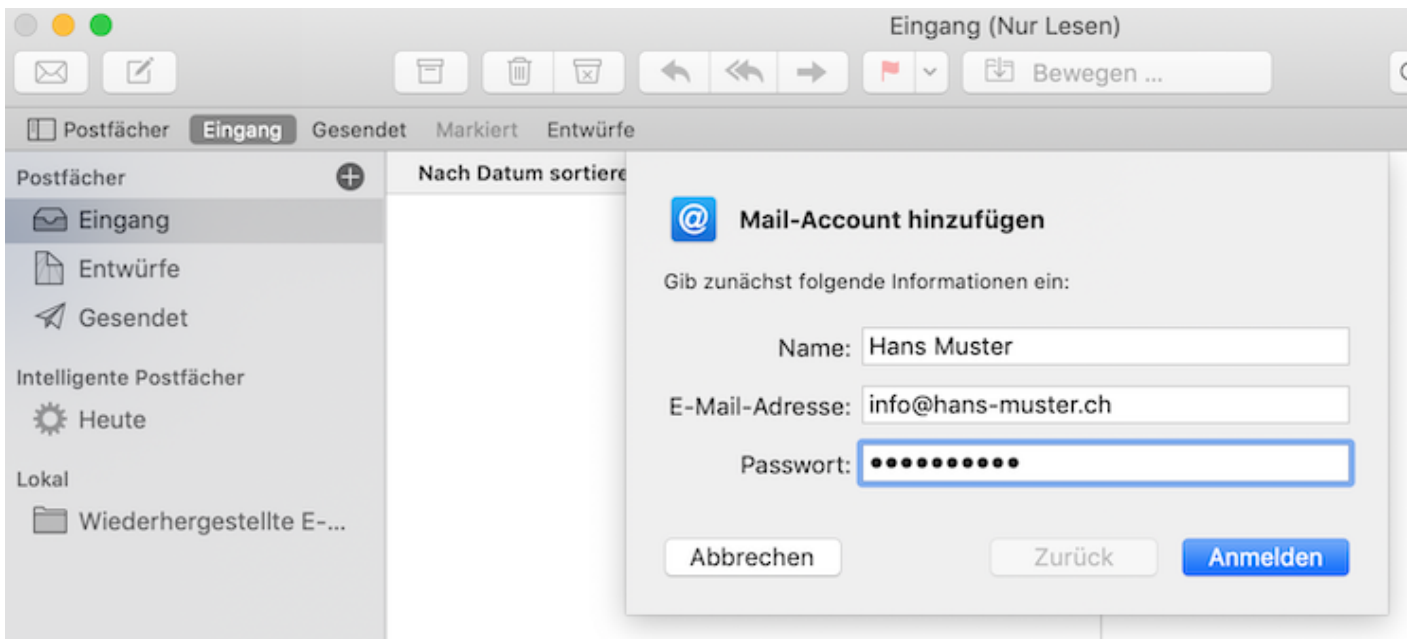 Eingang (Nur Lesen)
Bewegen ...
Postfächer Eingang Gesendet Markiert Entwürfe
Postfächer
Eingang
Entwürfe
Gesendet
Intelligente Postfächer
Heute
Lokal
Wiederhergestellte E-...
Nach Datum sortiere
@ Mail-Account hinzufügen
Gib zunächst folgende Informationen ein:
Name: Hans Muster
E-Mail-Adresse: info@hans-muster.ch
Passwort: ••••••••••
Abbrechen Zurück Anmelden